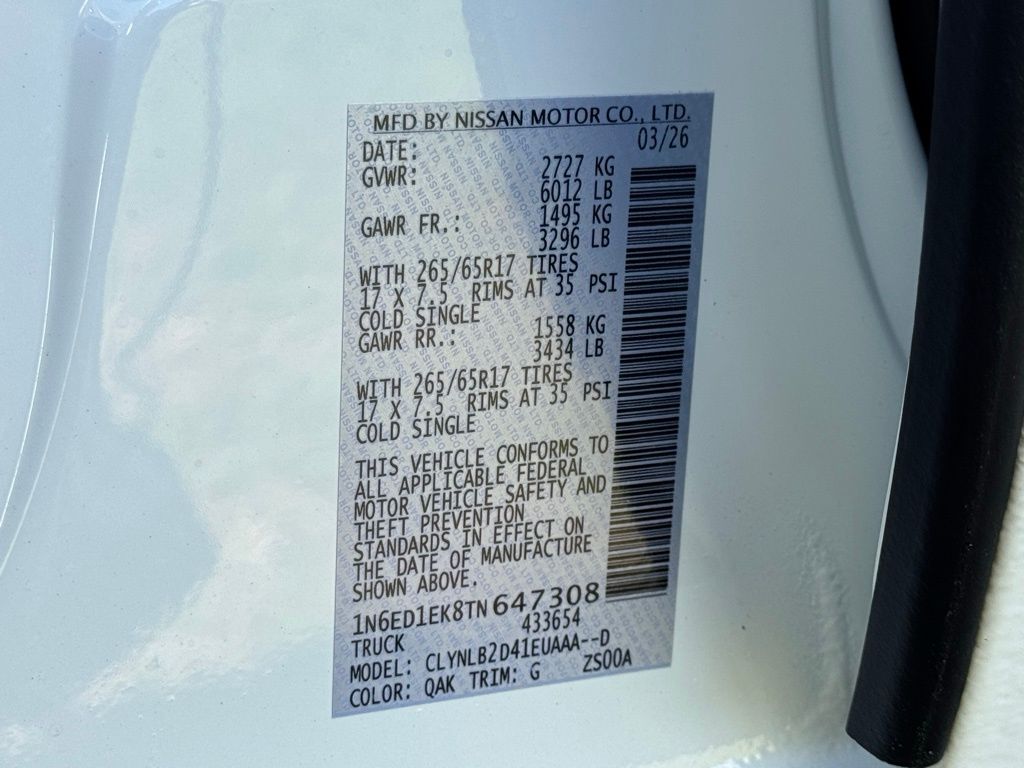 MFD BY NISSAN MOTOR CO., LTD.
DATE: 03/26
GVWR: 2727 KG
6012 LB
GAWR FR.: 1495 KG
3296 LB
WITH 265/65R17 TIRES
17 X 7.5 RIMS AT 35 PSI
COLD SINGLE
GAWR RR.: 1558 KG
3434 LB
WITH 265/65R17 TIRES
17 X 7.5 RIMS AT 35 PSI
COLD SINGLE
THIS VEHICLE CONFORMS TO
ALL APPLICABLE FEDERAL
MOTOR VEHICLE SAFETY AND
THEFT PREVENTION
STANDARDS IN EFFECT ON
THE DATE OF MANUFACTURE
SHOWN ABOVE.
1N6ED1EK8TN647308
TRUCK 433654
MODEL: CLYNLB2D41EUAAA--D
COLOR: QAK TRIM: G ZS00A